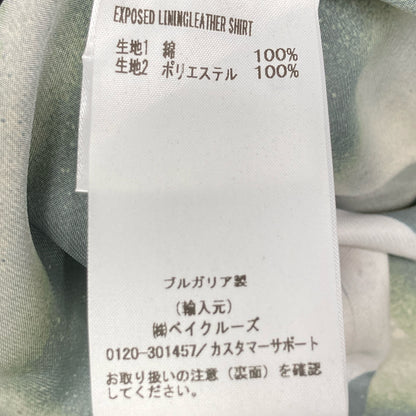 EXPOSED LININGLEATHER SHIRT
生地1 綿 100%
生地2 ポリエステル 100%
ブルガリア製
(輸入元)
㈱ベイクルーズ
0120-301457/カスタマーサポート
お取り扱いの注意(裏面)を確認
してください。